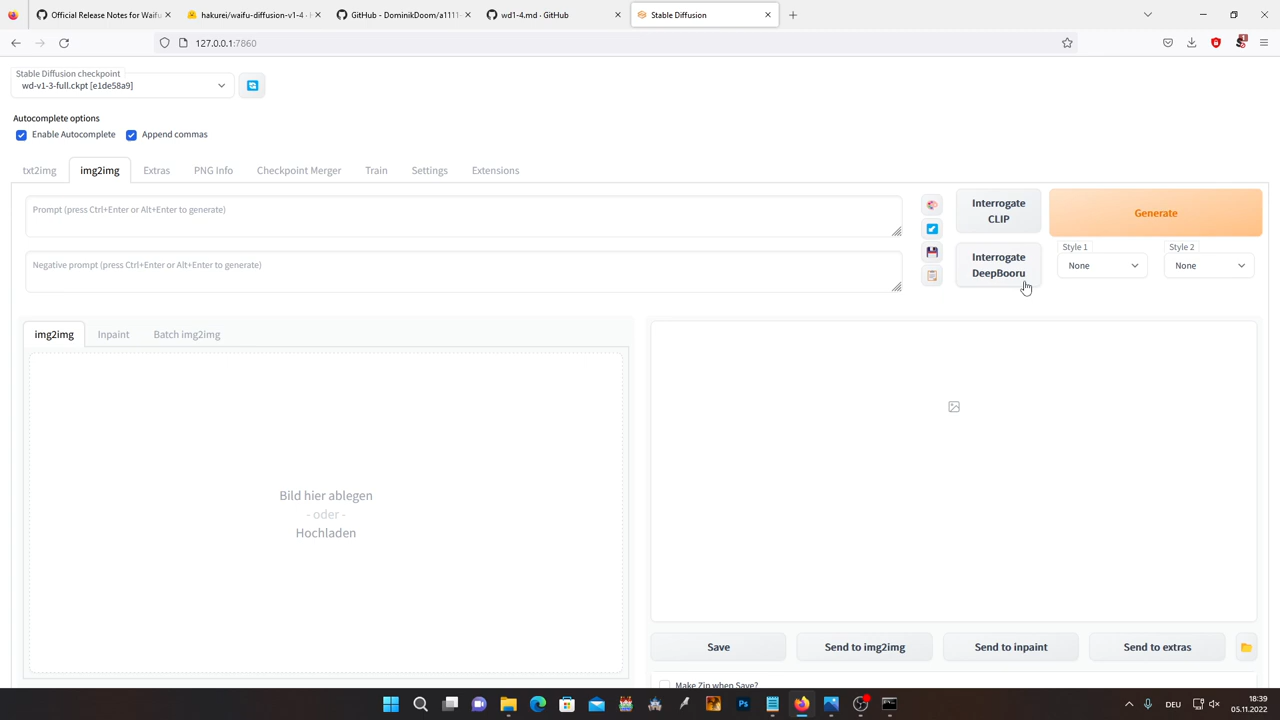 Official Release Notes for Waifu
hakurei/waifu-diffusion-v1-4 ·
GitHub - DominikDoom/a1111
wd1-4.md · GitHub
Stable Diffusion
127.0.0.1:7860
Stable Diffusion checkpoint
wd-v1-3-full.ckpt [e1de58a9]
Autocomplete options
Enable Autocomplete
Append commas
txt2img
img2img
Extras
PNG Info
Checkpoint Merger
Train
Settings
Extensions
Prompt (press Ctrl+Enter or Alt+Enter to generate)
Negative prompt (press Ctrl+Enter or Alt+Enter to generate)
Interrogate
CLIP
Interrogate
DeepBooru
Generate
Style 1
None
Style 2
None
img2img
Inpaint
Batch img2img
Bild hier ablegen
- oder -
Hochladen
Save
Send to img2img
Send to inpaint
Send to extras
Make Zip when Save?
DEU
18:39
05.11.2022